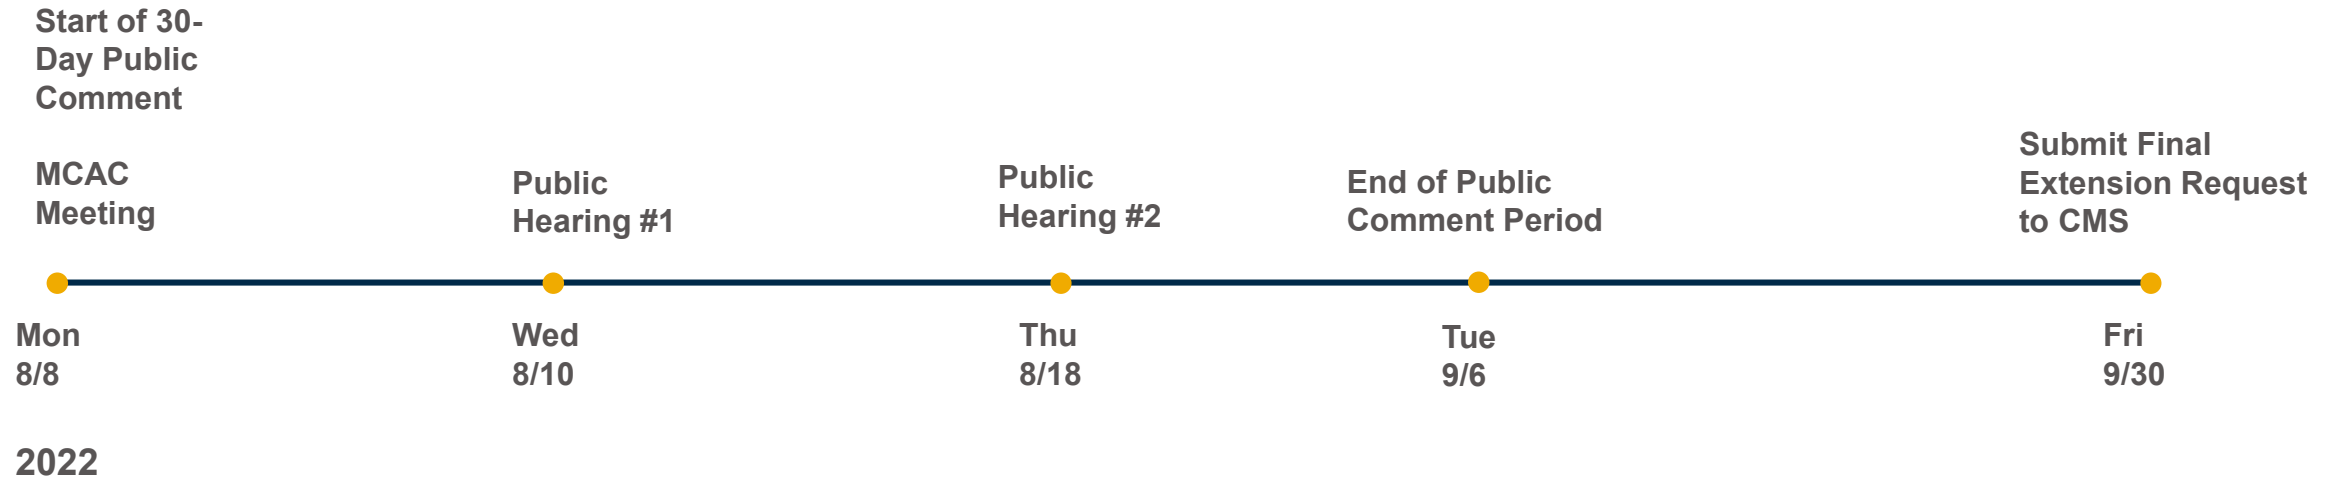 Start of 30-
Day Public
Comment
MCAC
Meeting
Public
Hearing #1
Public
Hearing #2
End of Public
Comment Period
Submit Final
Extension Request
to CMS
Mon
8/8
Wed
8/10
Thu
8/18
Tue
9/6
Fri
9/30
2022